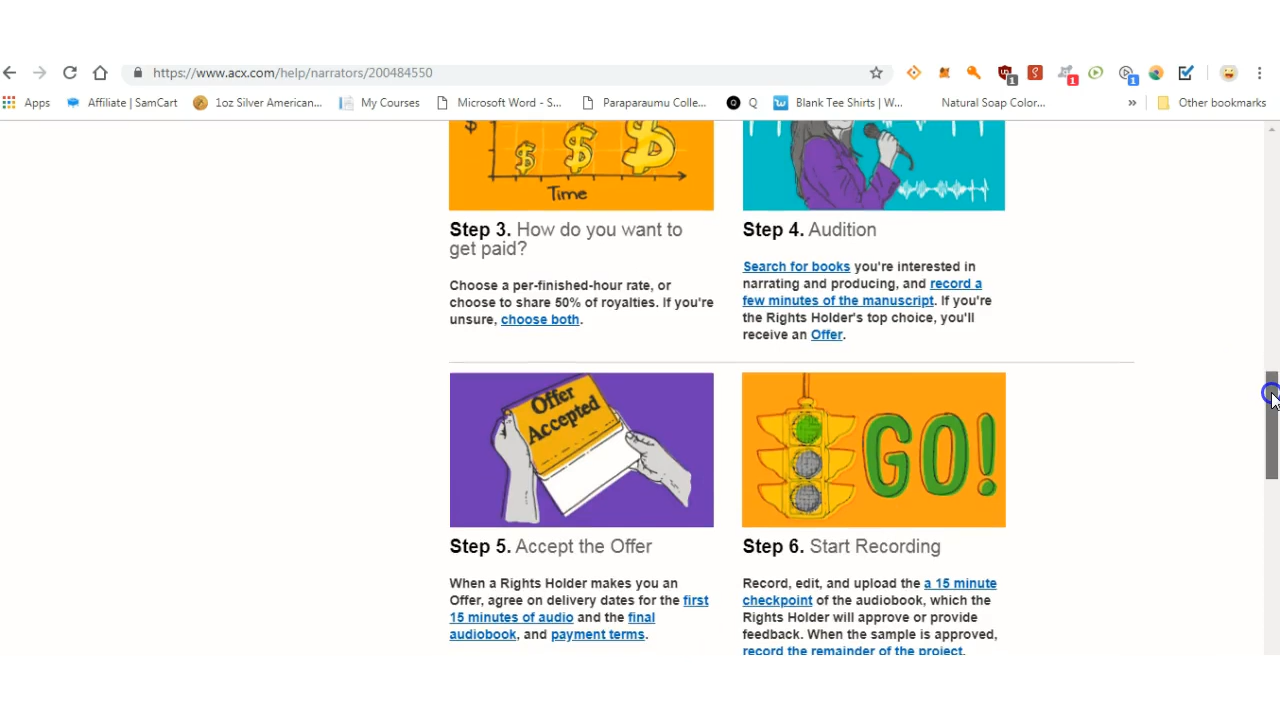 https://www.acx.com/help/narrators/200484550
1
1
1
Apps
Affiliate | SamCart
1oz Silver American...
My Courses
Microsoft Word - S...
Paraparaumu Colle...
Q
Q
Blank Tee Shirts | W...
Natural Soap Color...
»
Other bookmarks
$
$ $ $
Time
Step 3. How do you want to
get paid?
Choose a per-finished-hour rate, or
choose to share 50% of royalties. If you're
unsure, choose both.
Step 4. Audition
Search for books you're interested in
narrating and producing, and record a
few minutes of the manuscript. If you're
the Rights Holder's top choice, you'll
receive an Offer.
Offer
Accepted
GO!
Step 5. Accept the Offer
When a Rights Holder makes you an
Offer, agree on delivery dates for the first
15 minutes of audio and the final
audiobook, and payment terms.
Step 6. Start Recording
Record, edit, and upload the a 15 minute
checkpoint of the audiobook, which the
Rights Holder will approve or provide
feedback. When the sample is approved,
record the remainder of the project.